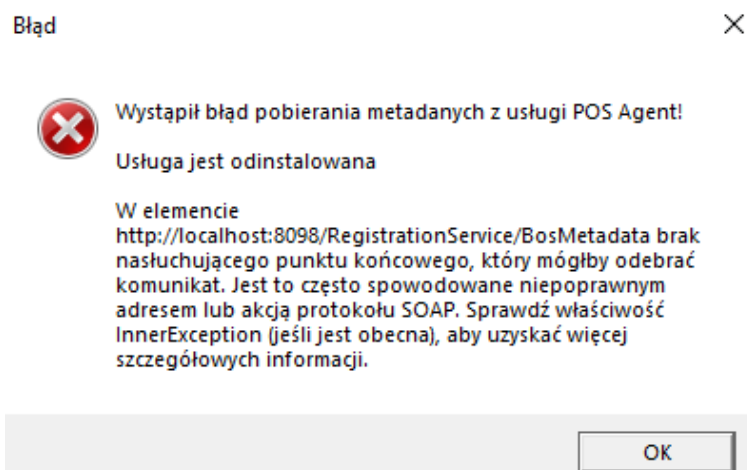 Błąd
Wystąpił błąd pobierania metadanych z usługi POS Agent!
Usługa jest odinstalowana
W elemencie
http://localhost:8098/RegistrationService/BosMetadata brak
nasłuchującego punktu końcowego, który mógłby odebrać
komunikat. Jest to często spowodowane niepoprawnym
adresem lub akcją protokołu SOAP. Sprawdź właściwość
InnerException (jeśli jest obecna), aby uzyskać więcej
szczegółowych informacji.
OK